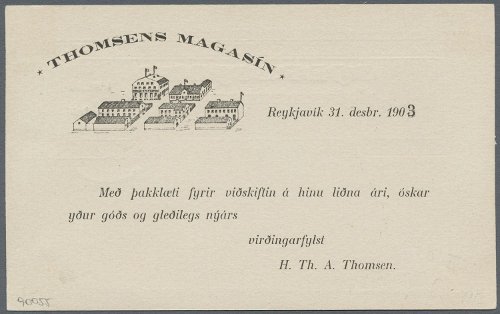 * THOMSENS MAGASÍN *
Reykjavik 31. desbr. 1903
Með þakklæti fyrir viðskiftin á hinu liðna ári, óskar
yður góðs og gleðilegs nýárs
virðingarfylst
H. Th. A. Thomsen.